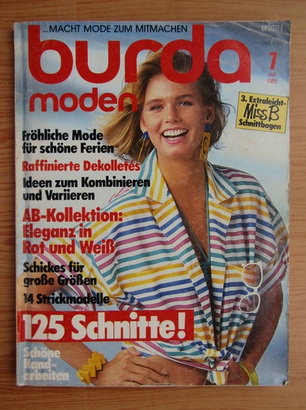 ...MACHT MODE ZUM MITMACHEN
burda
moden
7
Juli
1985
3. Extraleicht-
Miss B
Schnittbogen
Fröhliche Mode
für schöne Ferien
Raffinierte Dekolletés
Ideen zum Kombinieren
und Variieren
AB-Kollektion:
Eleganz in
Rot und Weiß
Schickes für
große Größen
14 Strickmodelle
125 Schnitte!
Schöne
Hand-
arbeiten